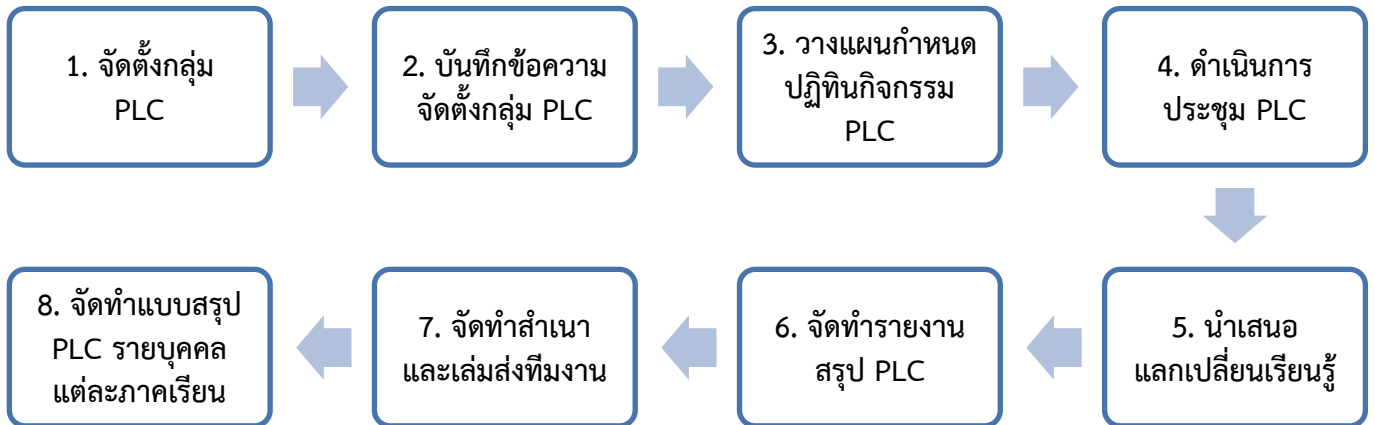 1. จัดตั้งกลุ่ม
PLC
2. บันทึกข้อความ
จัดตั้งกลุ่ม PLC
3. วางแผนกำหนด
ปฏิทินกิจกรรม
PLC
4. ดำเนินการ
ประชุม PLC
5. นำเสนอ
แลกเปลี่ยนเรียนรู้
6. จัดทำรายงาน
สรุป PLC
7. จัดทำสำเนา
และเล่มส่งทีมงาน
8. จัดทำแบบสรุป
PLC รายบุคคล
แต่ละภาคเรียน